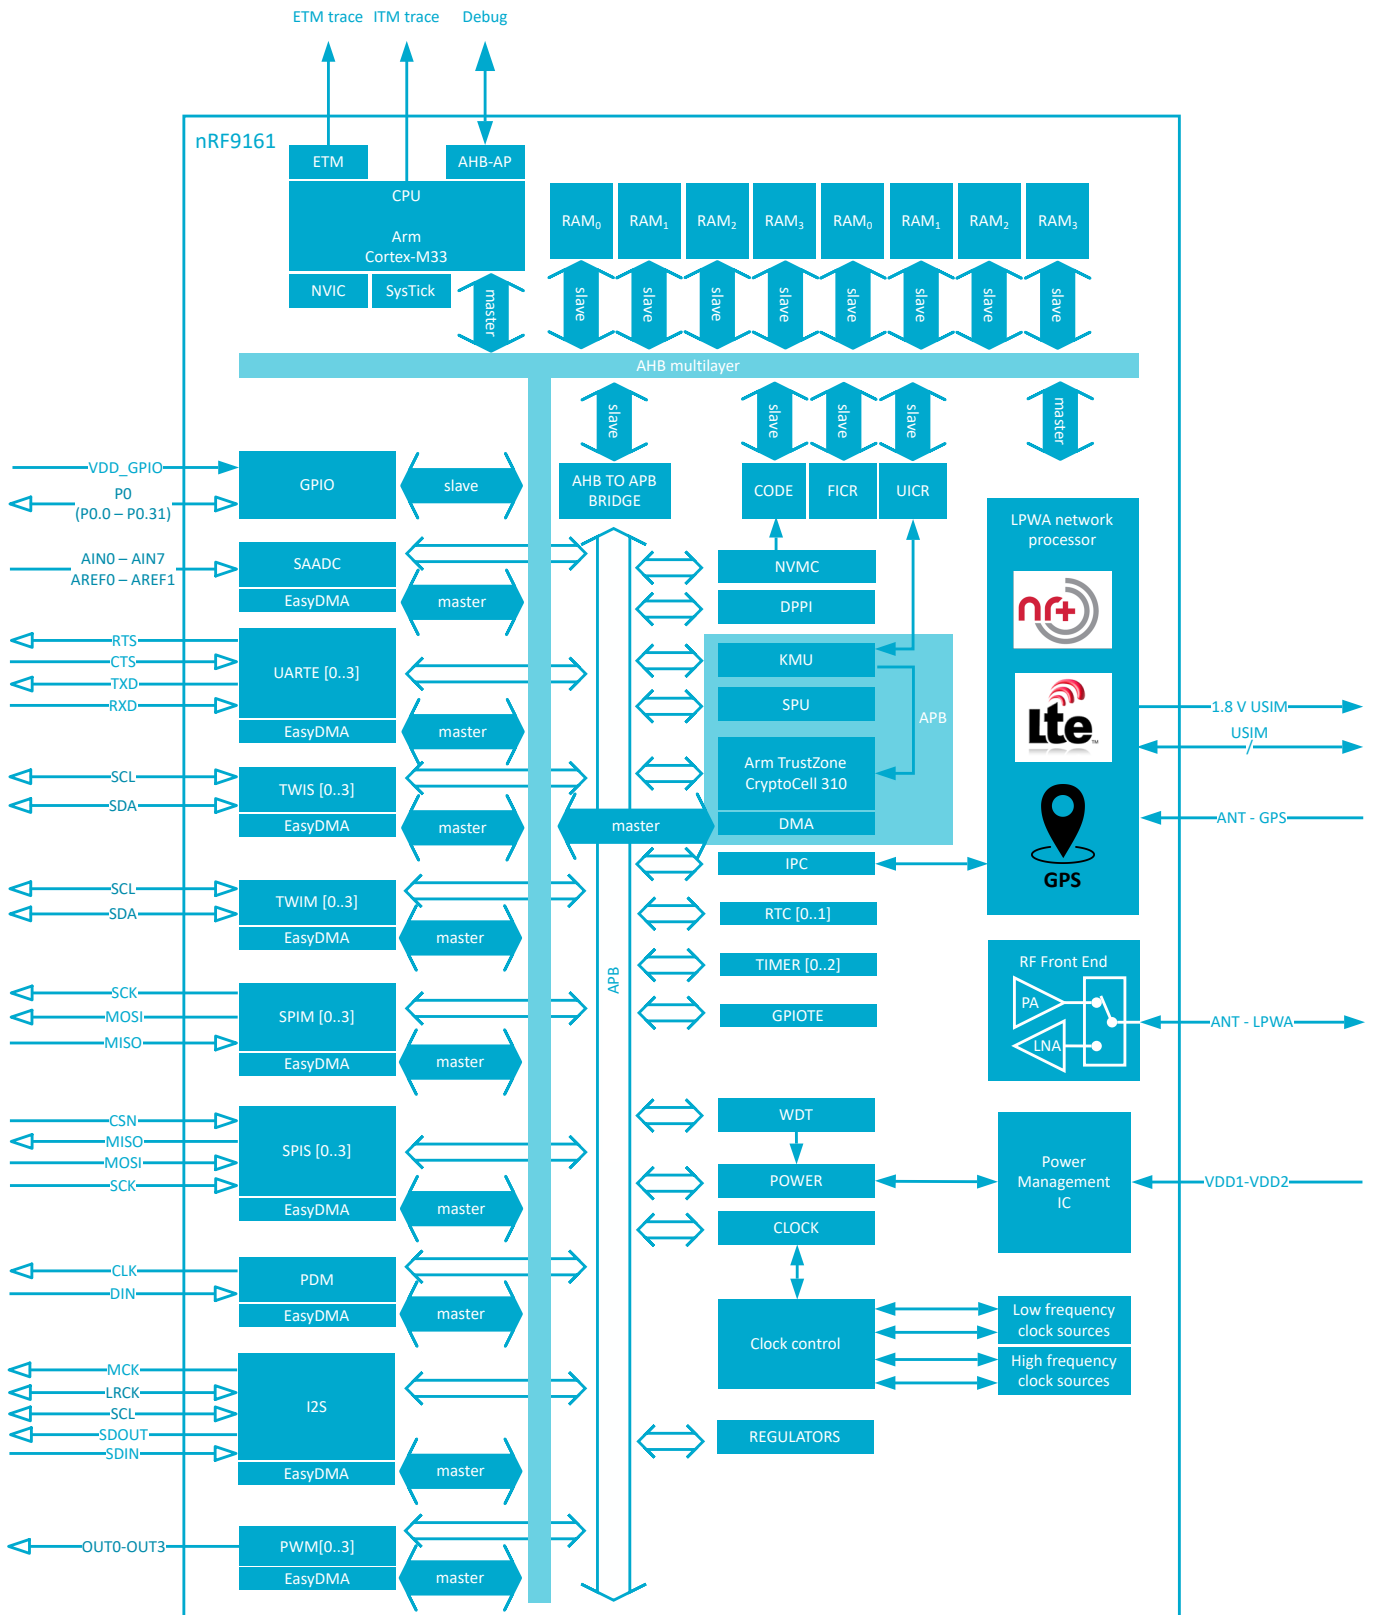 ETM trace
ITM trace
Debug
nRF9161
ETM
AHB-AP
CPU
Arm
Cortex-M33
NVIC
SysTick
master
RAM0
RAM1
RAM2
RAM3
RAM0
RAM1
RAM2
RAM3
slave
slave
slave
slave
slave
slave
slave
slave
AHB multilayer
slave
slave
slave
slave
master
VDD_GPIO
P0
(P0.0 – P0.31)
GPIO
slave
AHB TO APB
BRIDGE
CODE
FICR
UICR
LPWA network
processor
nr+
Lte
™
GPS
AIN0 – AIN7
AREF0 – AREF1
SAADC
EasyDMA
master
NVMC
DPPI
RTS
CTS
TXD
RXD
UARTE [0..3]
EasyDMA
master
KMU
SPU
APB
1.8 V USIM
USIM
/
SCL
SDA
TWIS [0..3]
EasyDMA
master
Arm TrustZone
CryptoCell 310
DMA
master
ANT - GPS
IPC
SCL
SDA
TWIM [0..3]
EasyDMA
master
RTC [0..1]
TIMER [0..2]
GPIOTE
APB
RF Front End
PA
LNA
ANT - LPWA
SCK
MOSI
MISO
SPIM [0..3]
EasyDMA
master
CSN
MISO
MOSI
SCK
SPIS [0..3]
EasyDMA
master
WDT
POWER
CLOCK
Power
Management
IC
VDD1-VDD2
CLK
DIN
PDM
EasyDMA
master
Clock control
Low frequency
clock sources
High frequency
clock sources
MCK
LRCK
SCL
SDOUT
SDIN
I2S
EasyDMA
master
REGULATORS
OUT0-OUT3
PWM[0..3]
EasyDMA
master